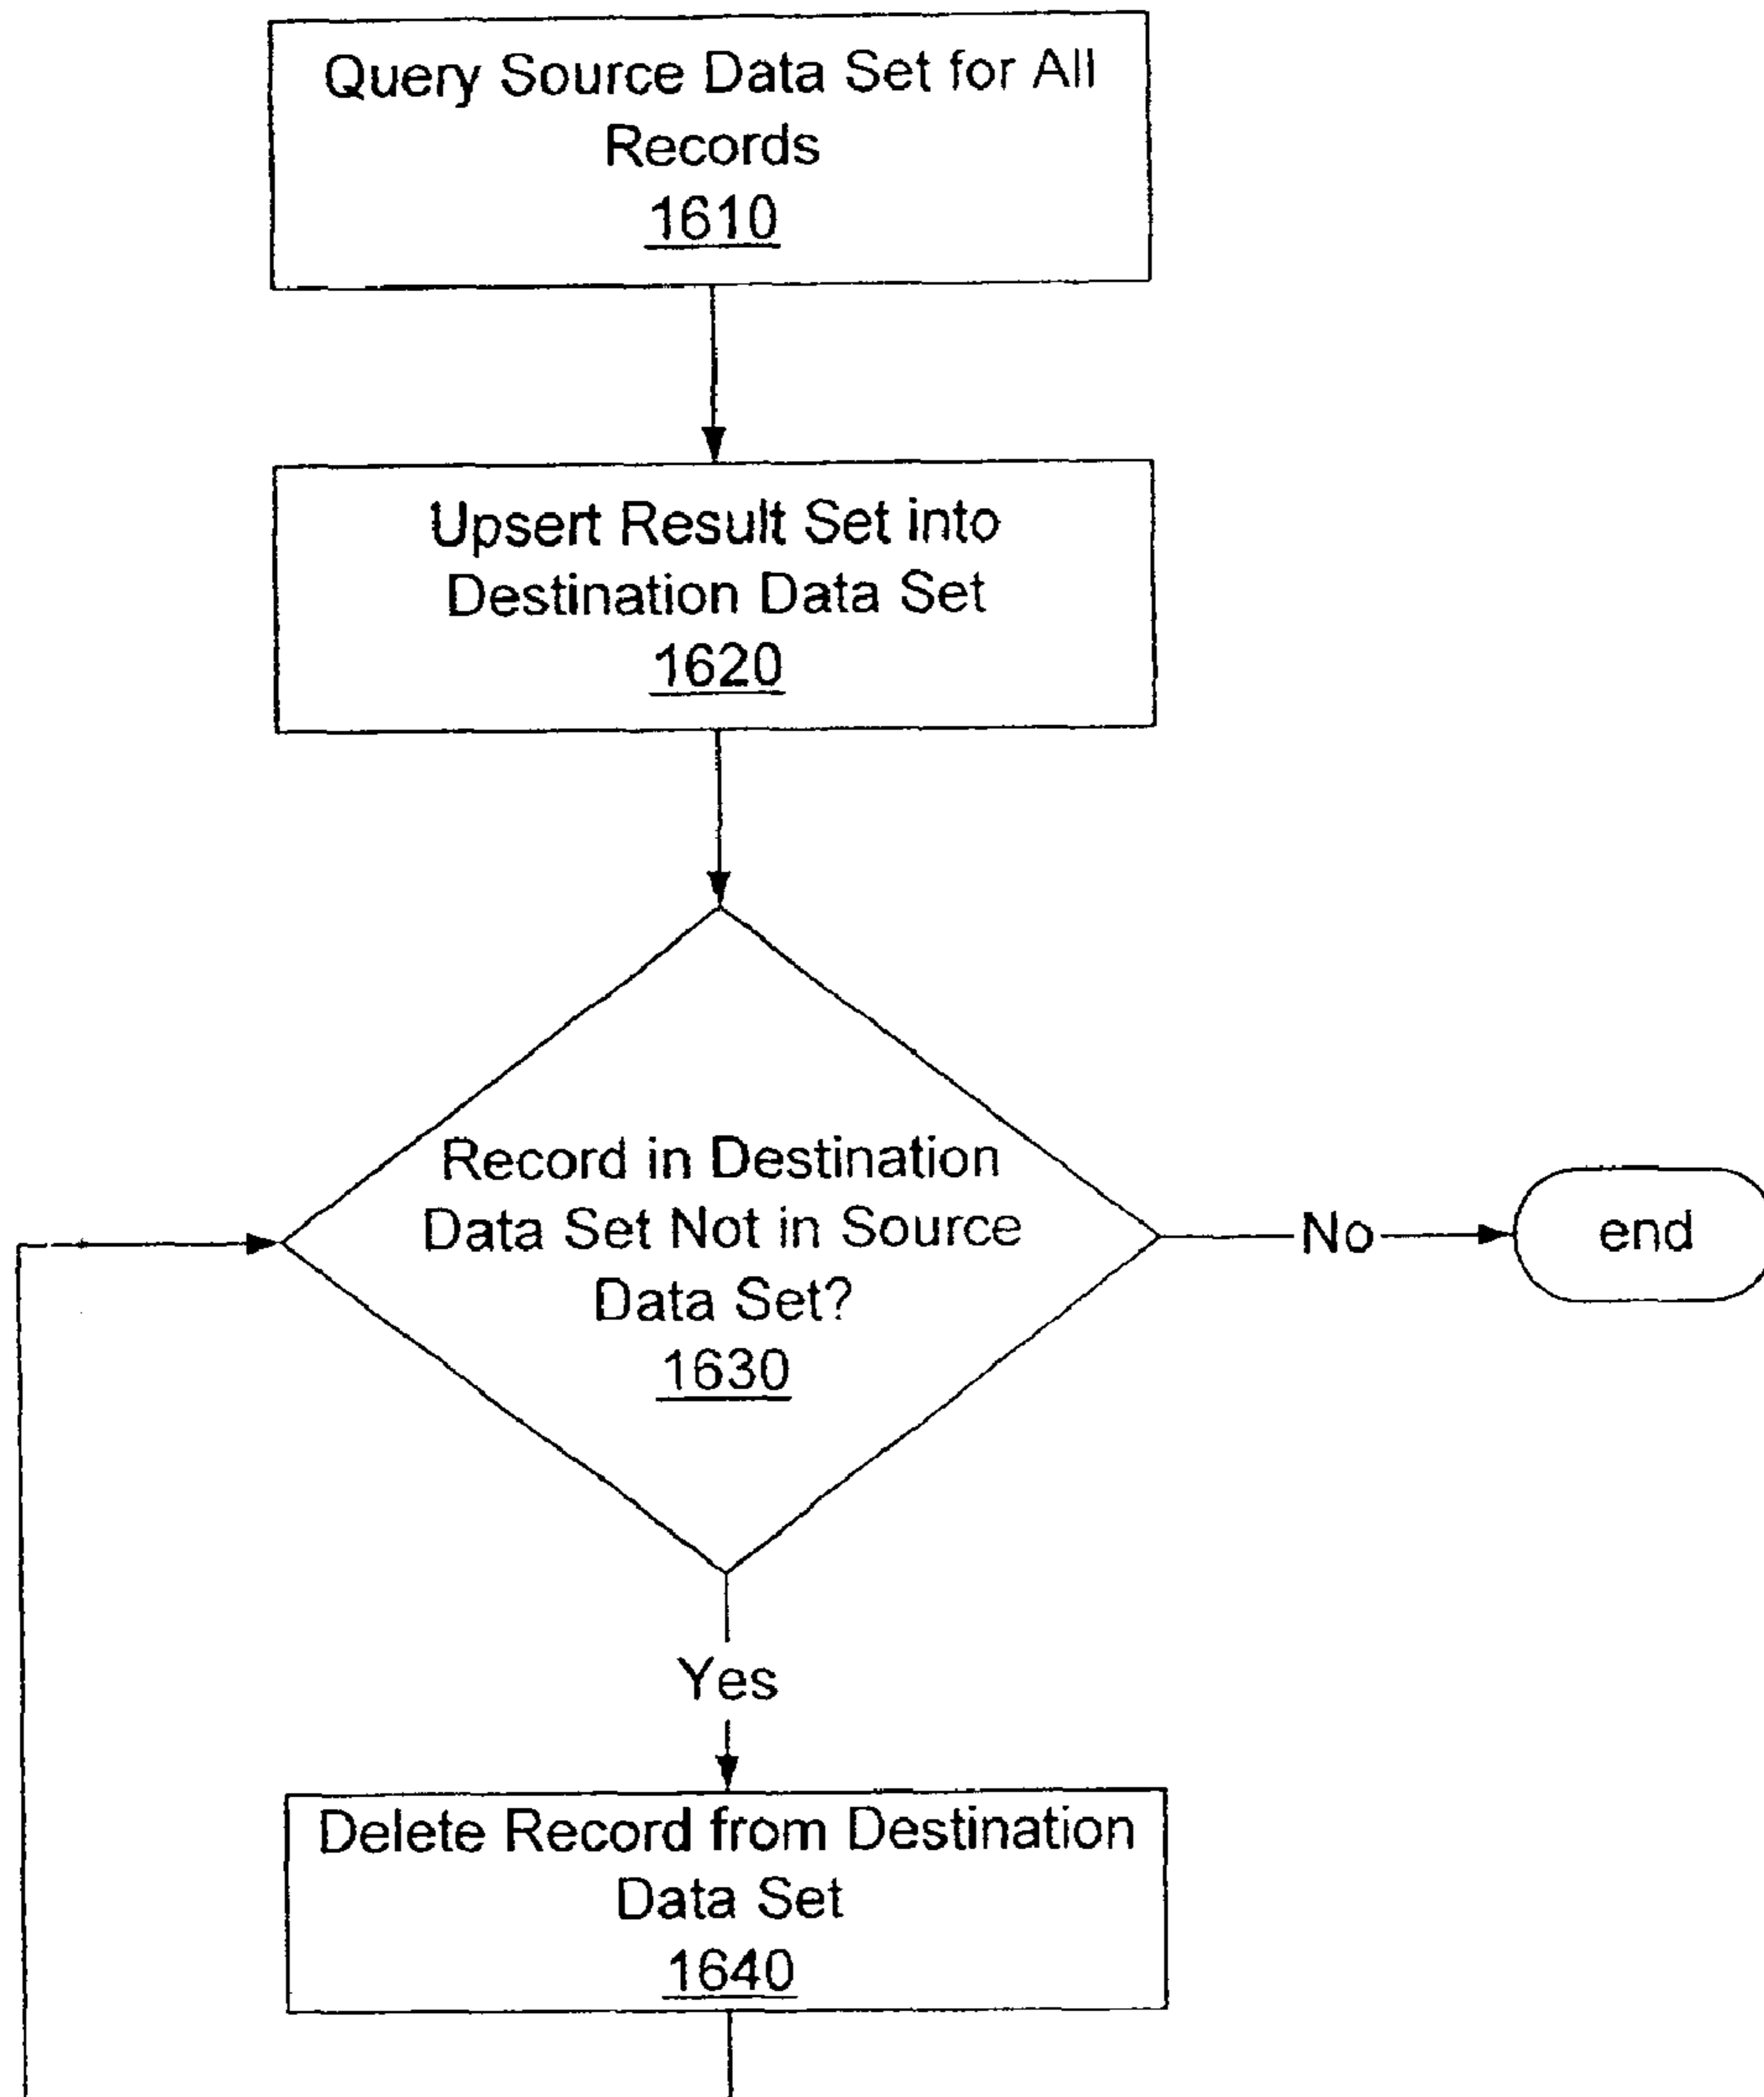 Query Source Data Set for All
Records
1610
Upsert Result Set into
Destination Data Set
1620
Record in Destination
Data Set Not in Source
Data Set?
1630
No
end
Yes
Delete Record from Destination
Data Set
1640